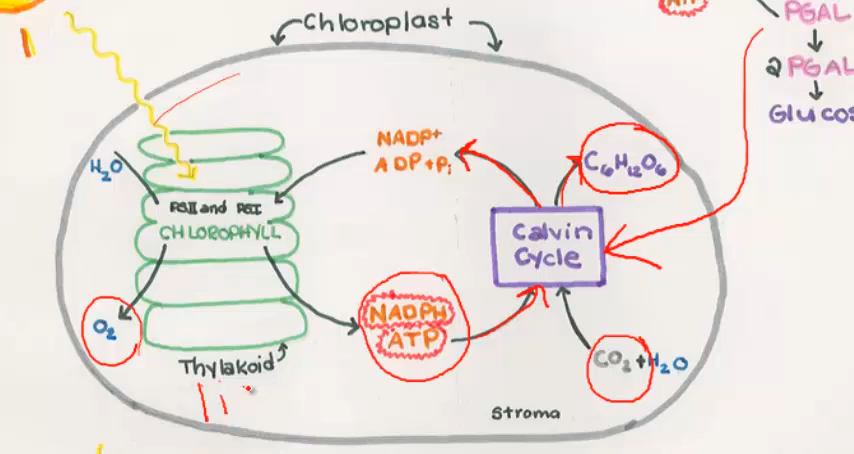 Chloroplast
PGAL
2 PGAL
H₂O
NADP+
ADP+Pi
C₆H₁₂O₆
PSII and PSI
CHLOROPHYLL
Calvin
Cycle
O₂
NADPH
ATP
CO₂ + H₂O
Thylakoid
stroma